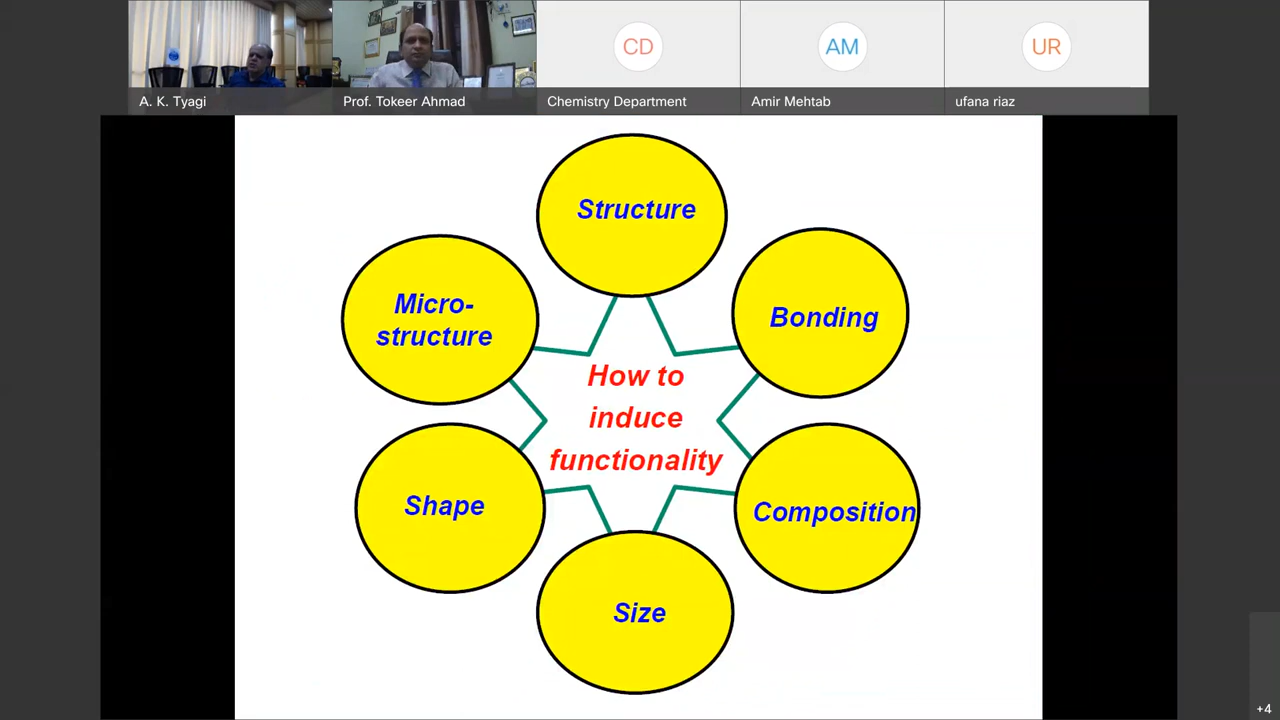 CD
AM
UR
A. K. Tyagi
Prof. Tokeer Ahmad
Chemistry Department
Amir Mehtab
ufana riaz
Structure
Micro-
structure
Bonding
How to
induce
functionality
Shape
Composition
Size
+4